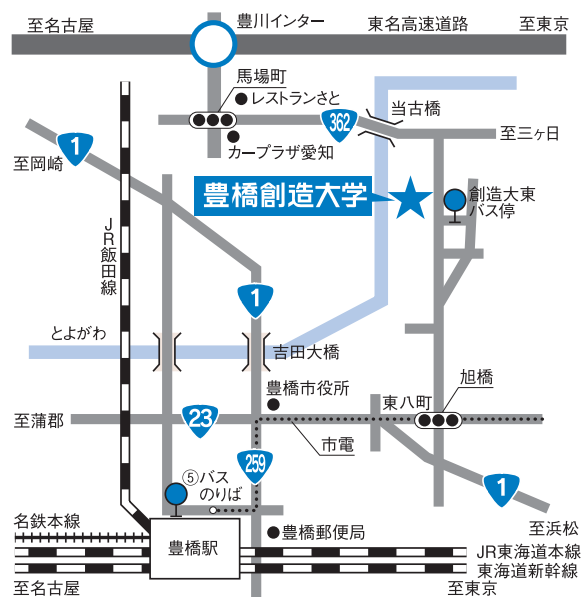 至名古屋
豊川インター
東名高速道路
至東京
馬場町
レストランさと
当古橋
362
至三ヶ日
カープラザ愛知
1
至岡崎
豊橋創造大学
創造大東
バス停
JR飯田線
1
とよがわ
吉田大橋
豊橋市役所
東八町
旭橋
至蒲郡
23
市電
259
⑤バス
のりば
1
名鉄本線
豊橋駅
豊橋郵便局
至浜松
JR東海道本線
東海道新幹線
至名古屋
至東京